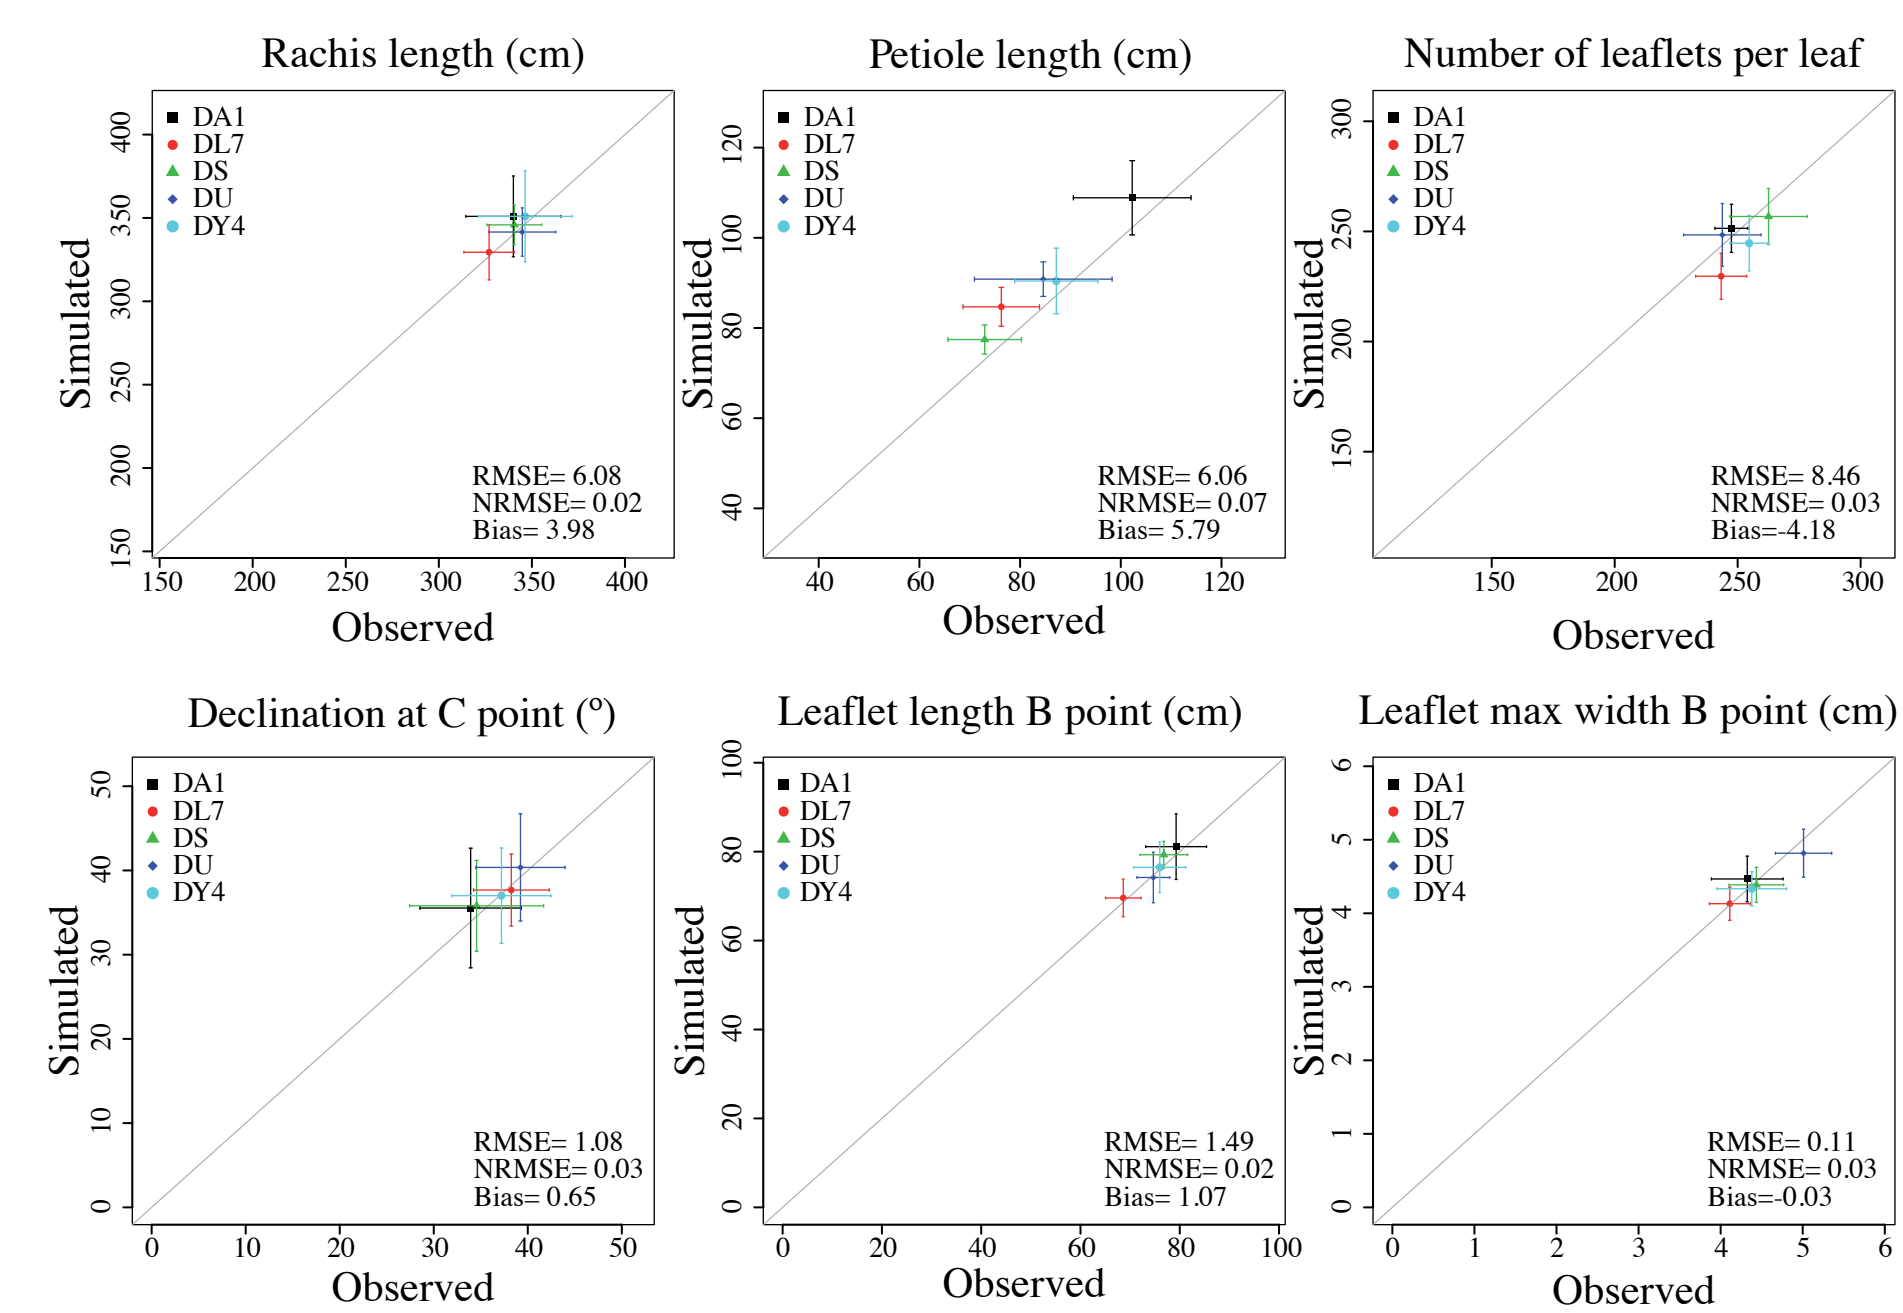 Rachis length (cm)
DA1
DL7
DS
DU
DY4
400
350
300
250
200
150
Simulated
RMSE= 6.08
NRMSE= 0.02
Bias= 3.98
150 200 250 300 350 400
Observed
Petiole length (cm)
DA1
DL7
DS
DU
DY4
120
100
80
60
40
Simulated
RMSE= 6.06
NRMSE= 0.07
Bias= 5.79
40 60 80 100 120
Observed
Number of leaflets per leaf
DA1
DL7
DS
DU
DY4
300
250
200
150
Simulated
RMSE= 8.46
NRMSE= 0.03
Bias=-4.18
150 200 250 300
Observed
Declination at C point (º)
DA1
DL7
DS
DU
DY4
50
40
30
20
10
0
Simulated
RMSE= 1.08
NRMSE= 0.03
Bias= 0.65
0 10 20 30 40 50
Observed
Leaflet length B point (cm)
DA1
DL7
DS
DU
DY4
100
80
60
40
20
0
Simulated
RMSE= 1.49
NRMSE= 0.02
Bias= 1.07
0 20 40 60 80 100
Observed
Leaflet max width B point (cm)
DA1
DL7
DS
DU
DY4
6
5
4
3
2
1
0
Simulated
RMSE= 0.11
NRMSE= 0.03
Bias=-0.03
0 1 2 3 4 5 6
Observed